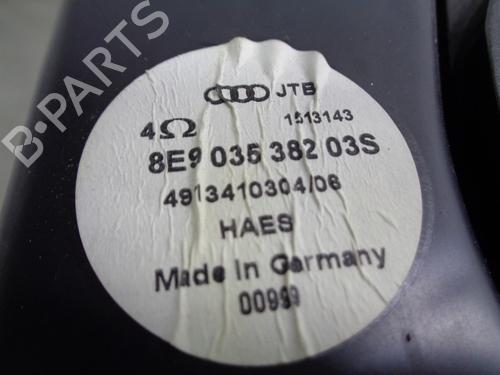 B-PARTS
JTB
4Ω 1513143
8E9 035 382 03S
4913410304/06
HAES
Made In Germany
00999